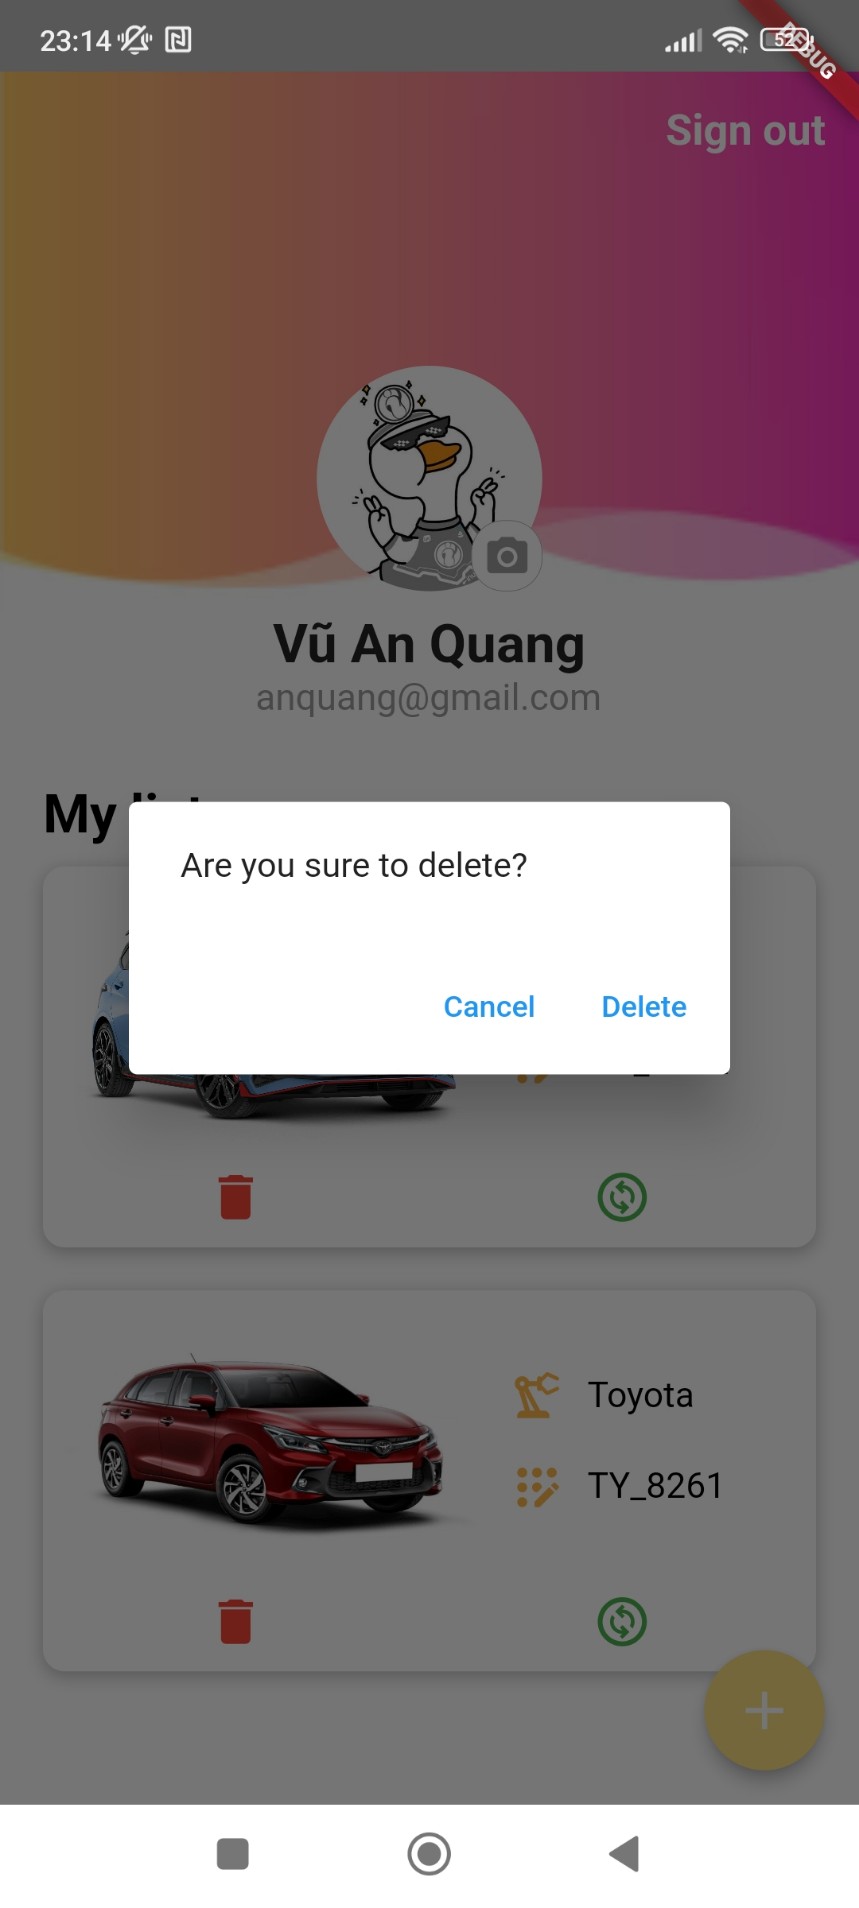 23:14
52
DEBUG
Sign out
Vũ An Quang
anquang@gmail.com
My
Are you sure to delete?
Cancel Delete
Toyota
TY_8261